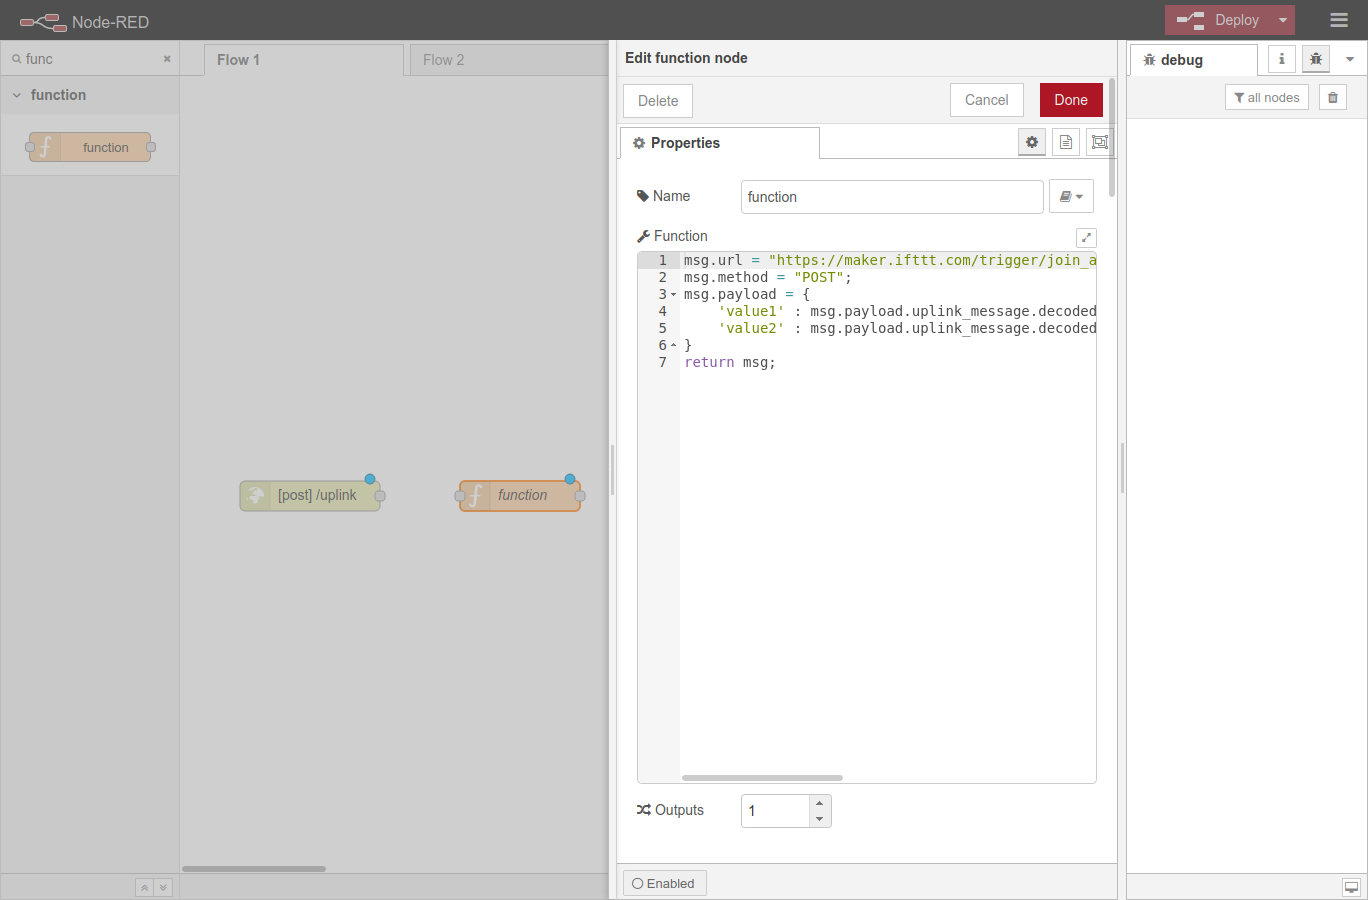 Node-RED
Deploy
func
Flow 1
Flow 2
function
function
[post] /uplink
function
Edit function node
Delete
Cancel
Done
Properties
Name
function
Function
1 msg.url = "https://maker.ifttt.com/trigger/join_a
2 msg.method = "POST";
3 msg.payload = {
4 'value1' : msg.payload.uplink_message.decoded
5 'value2' : msg.payload.uplink_message.decoded
6 }
7 return msg;
Outputs
1
Enabled
debug
i
all nodes